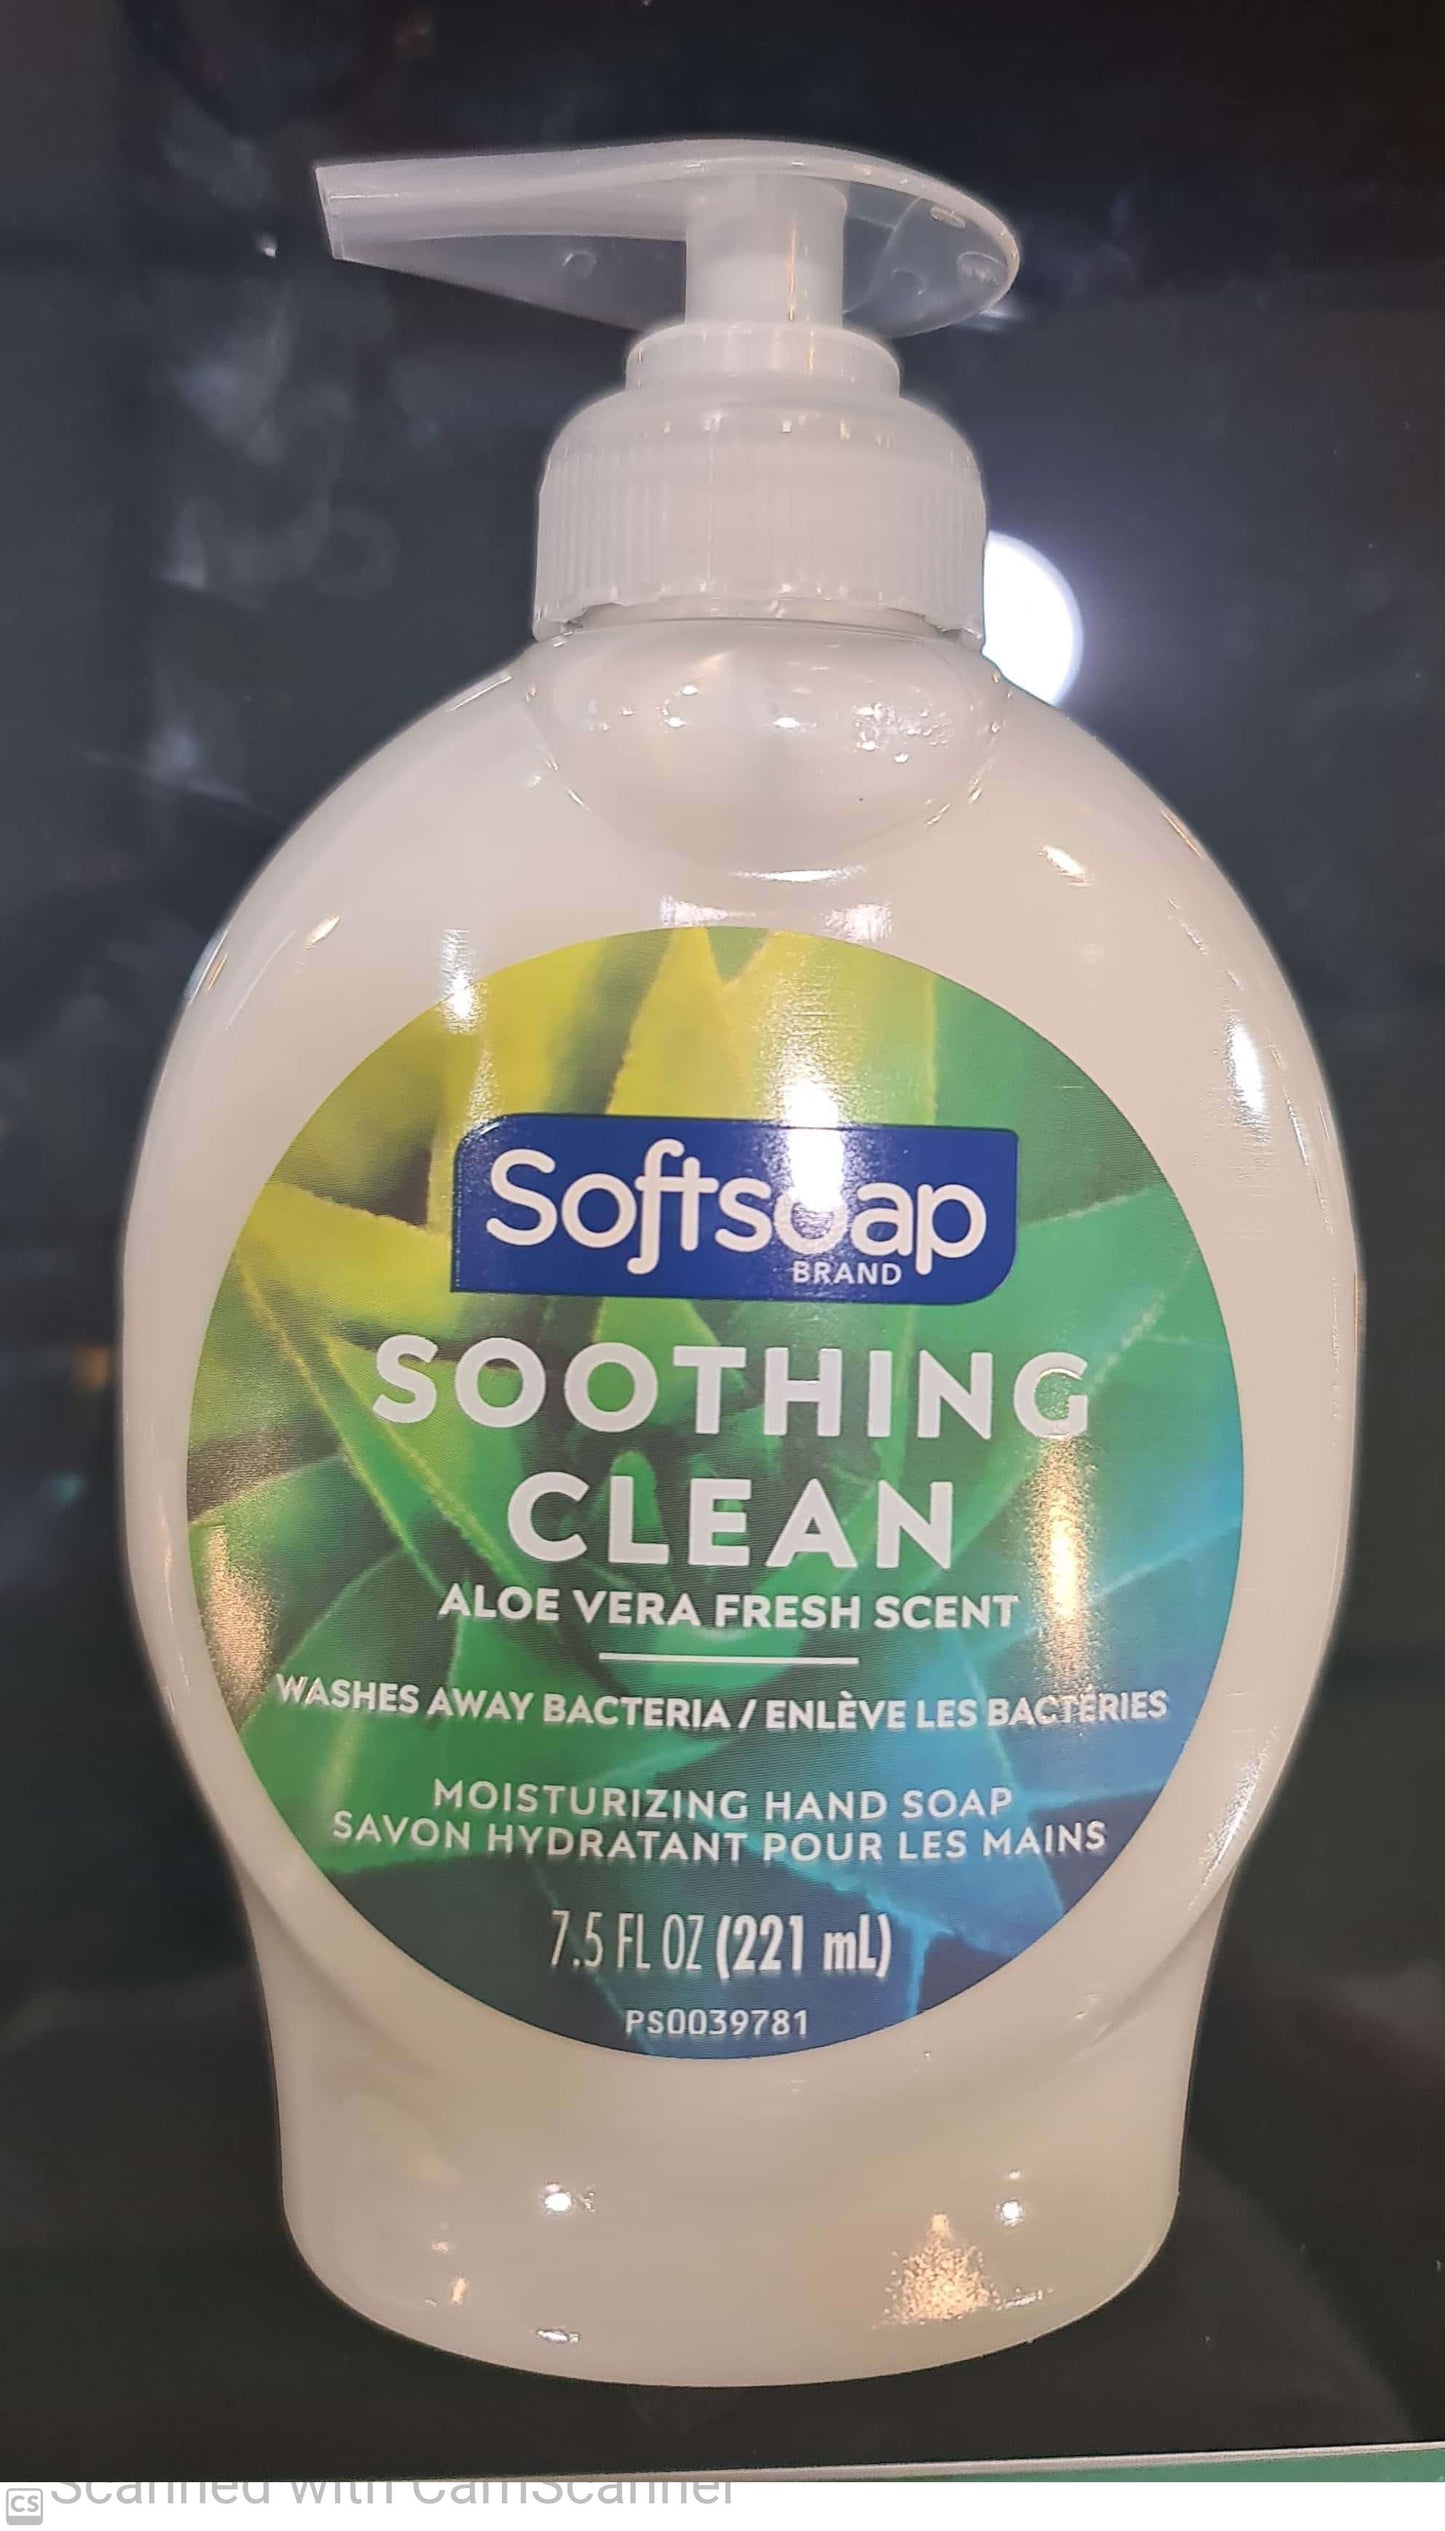 Softsoap
BRAND
SOOTHING
CLEAN
ALOE VERA FRESH SCENT
WASHES AWAY BACTERIA / ENLÈVE LES BACTÉRIES
MOISTURIZING HAND SOAP
SAVON HYDRATANT POUR LES MAINS
7.5 FL OZ (221 mL)
PS0039781
CS Scanned with CamScanner